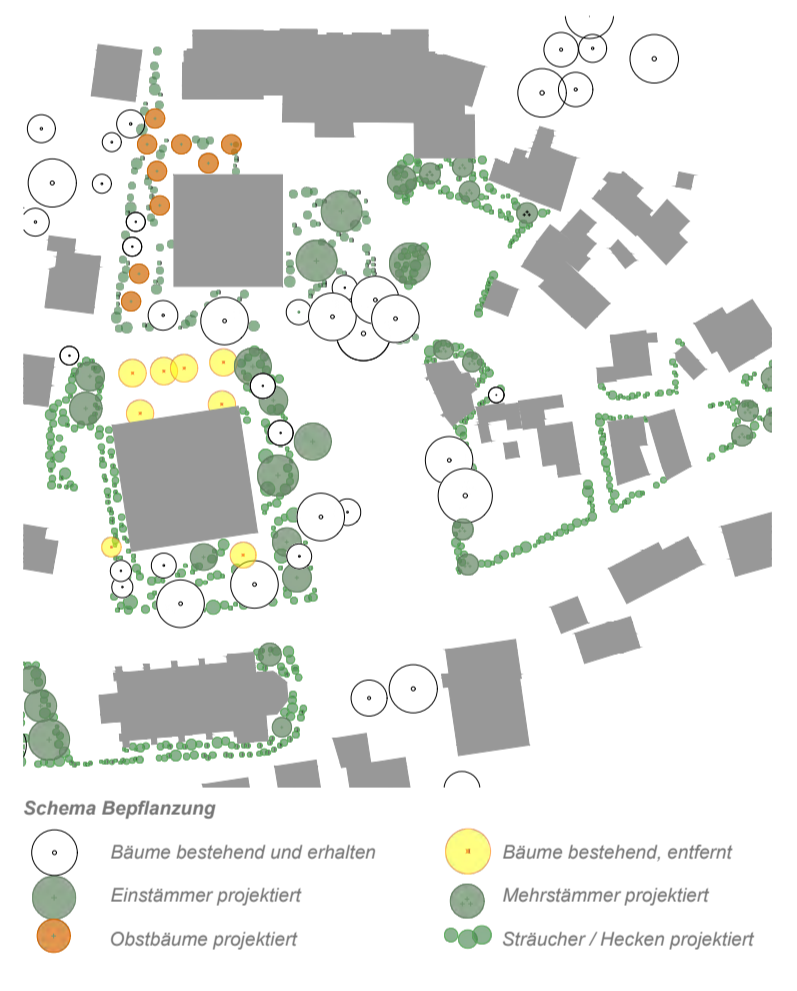 Schema Bepflanzung
Bäume bestehend und erhalten
Bäume bestehend, entfernt
Einstämmer projektiert
Mehrstämmer projektiert
Obstbäume projektiert
Sträucher / Hecken projektiert